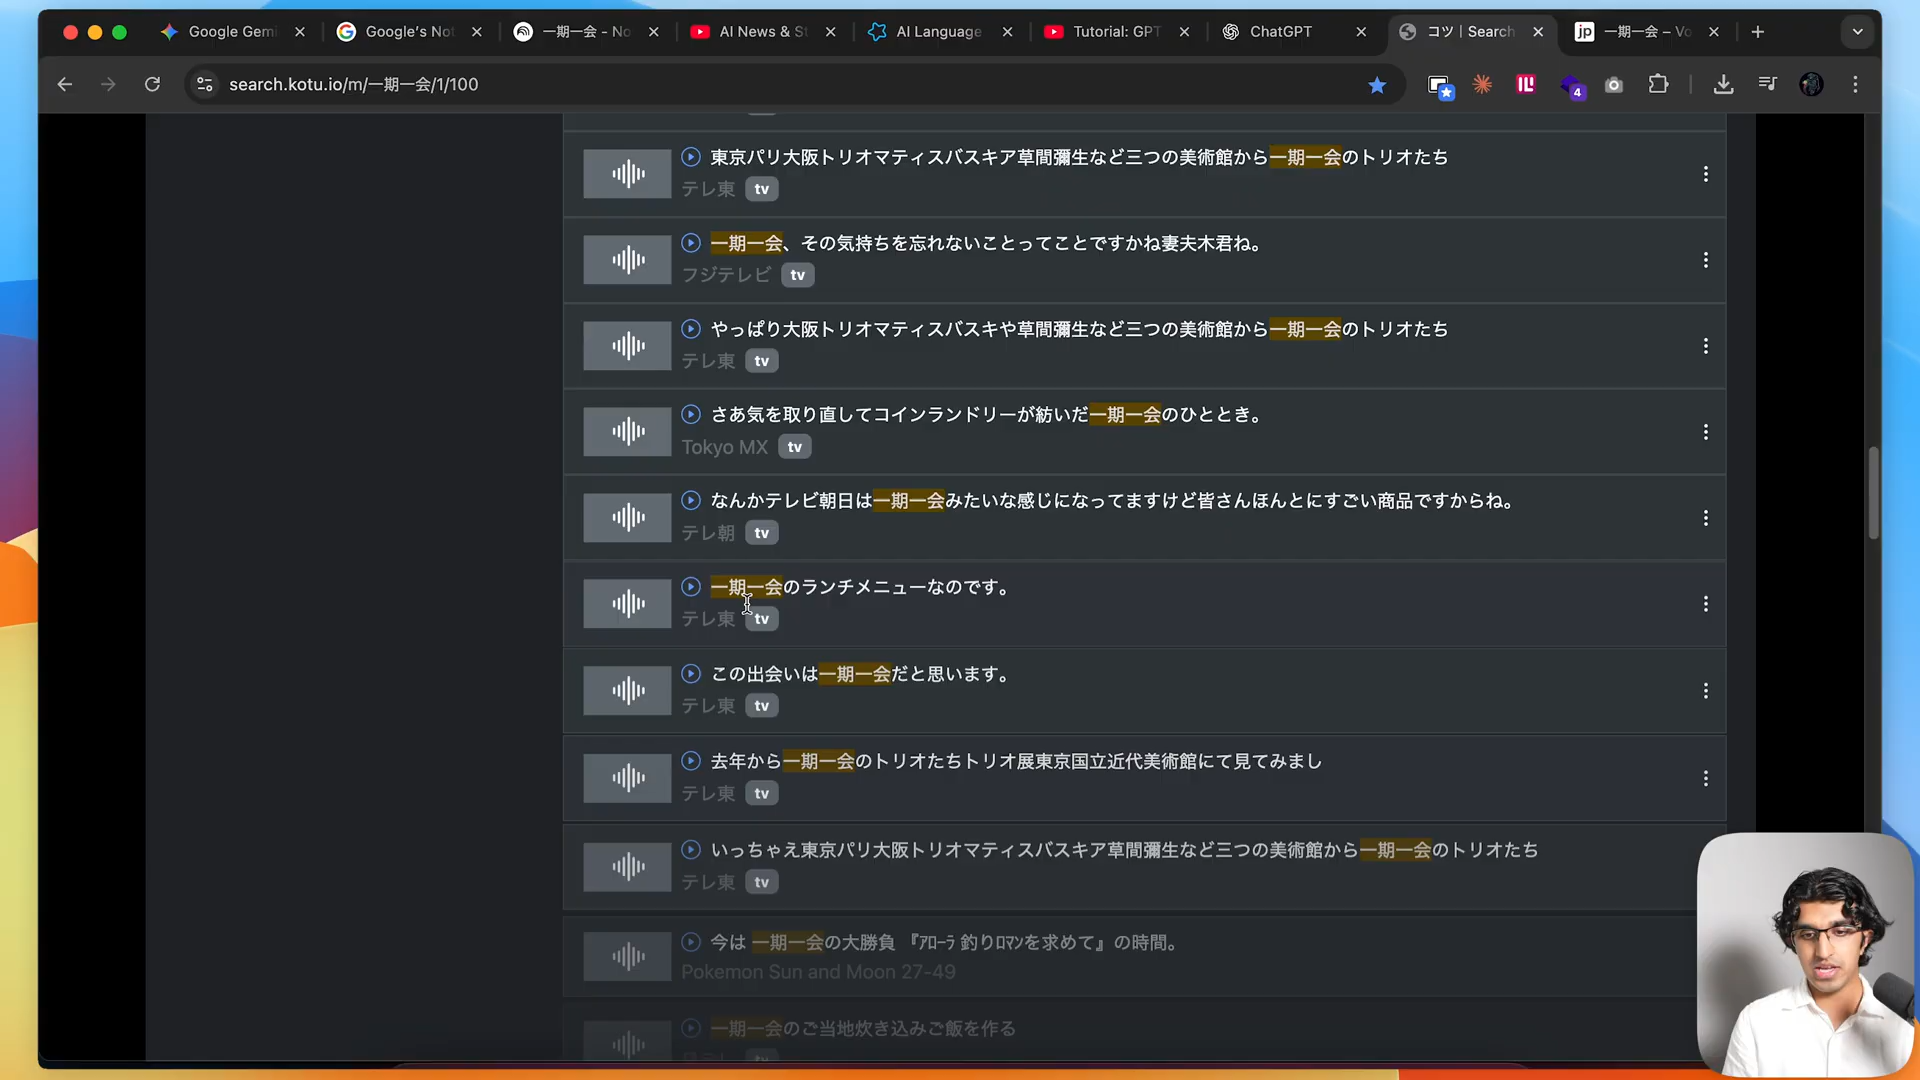 Google Gemi
Google's Not
一期一会 - No
AI News & St
AI Language
Tutorial: GPT
ChatGPT
コツ | Search
jp
一期一会 – Vo
search.kotu.io/m/一期一会/1/100
4
東京パリ大阪トリオマティスバスキア草間彌生など三つの美術館から一期一会のトリオたち
テレ東 tv
一期一会、その気持ちを忘れないことってことですかね妻夫木君ね。
フジテレビ tv
やっぱり大阪トリオマティスバスキや草間彌生など三つの美術館から一期一会のトリオたち
テレ東 tv
さあ気を取り直してコインランドリーが紡いだ一期一会のひととき。
Tokyo MX tv
なんかテレビ朝日は一期一会みたいな感じになってますけど皆さんほんとにすごい商品ですからね。
テレ朝 tv
一期一会のランチメニューなのです。
テレ東 tv
この出会いは一期一会だと思います。
テレ東 tv
去年から一期一会のトリオたちトリオ展東京国立近代美術館にて見てみまし
テレ東 tv
いっちゃえ東京パリ大阪トリオマティスバスキア草間彌生など三つの美術館から一期一会のトリオたち
テレ東 tv
今は 一期一会の大勝負 『ｱﾛｰﾗ 釣りﾛﾏﾝを求めて』の時間。
Pokemon Sun and Moon 27-49
一期一会のご当地炊き込みご飯を作る
tv